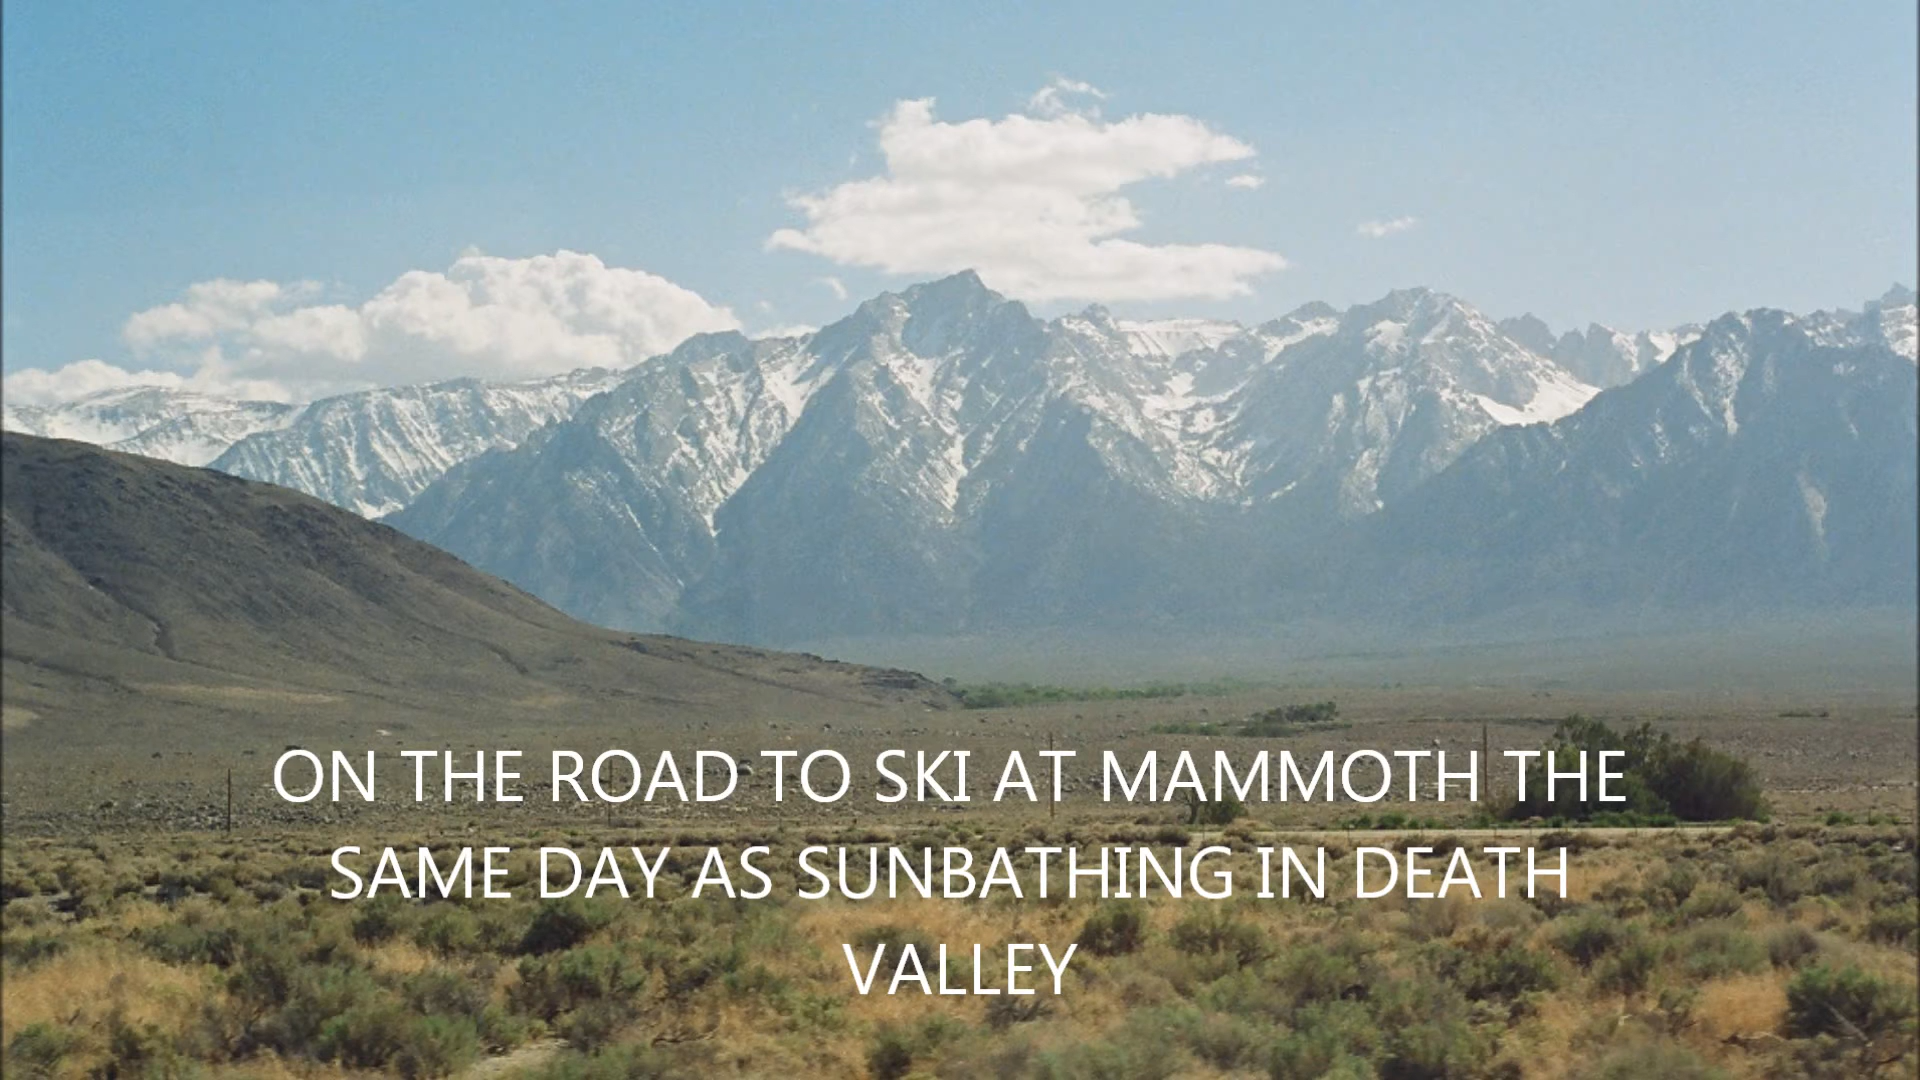 ON THE ROAD TO SKI AT MAMMOTH THE
SAME DAY AS SUNBATHING IN DEATH
VALLEY